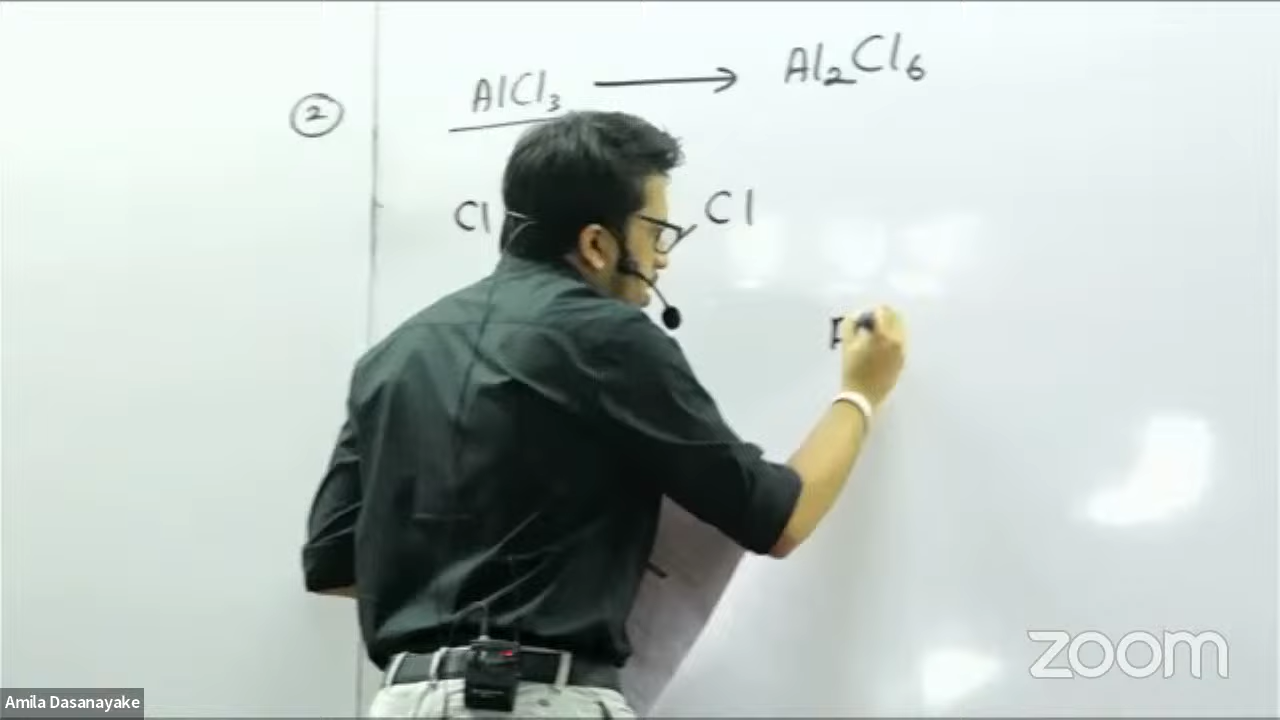 ② AlCl₃ ⟶ Al₂Cl₆
Cl Cl
zoom
Amila Dasanayake